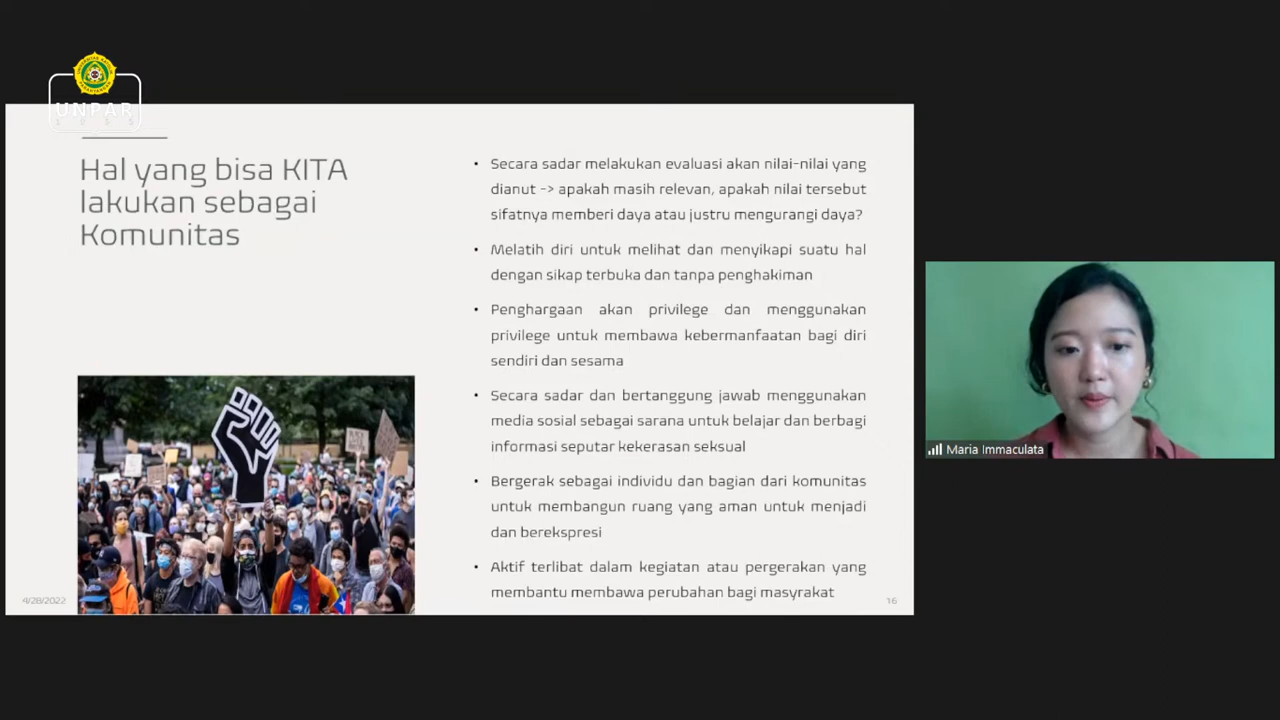 UNPAR
1 9 5 5
Hal yang bisa KITA
lakukan sebagai
Komunitas
• Secara sadar melakukan evaluasi akan nilai-nilai yang
dianut -> apakah masih relevan, apakah nilai tersebut
sifatnya memberi daya atau justru mengurangi daya?
• Melatih diri untuk melihat dan menyikapi suatu hal
dengan sikap terbuka dan tanpa penghakiman
• Penghargaan akan privilege dan menggunakan
privilege untuk membawa kebermanfaatan bagi diri
sendiri dan sesama
• Secara sadar dan bertanggung jawab menggunakan
media sosial sebagai sarana untuk belajar dan berbagi
informasi seputar kekerasan seksual
• Bergerak sebagai individu dan bagian dari komunitas
untuk membangun ruang yang aman untuk menjadi
dan berekspresi
• Aktif terlibat dalam kegiatan atau pergerakan yang
membantu membawa perubahan bagi masyrakat
4/28/2022
16
Maria Immaculata